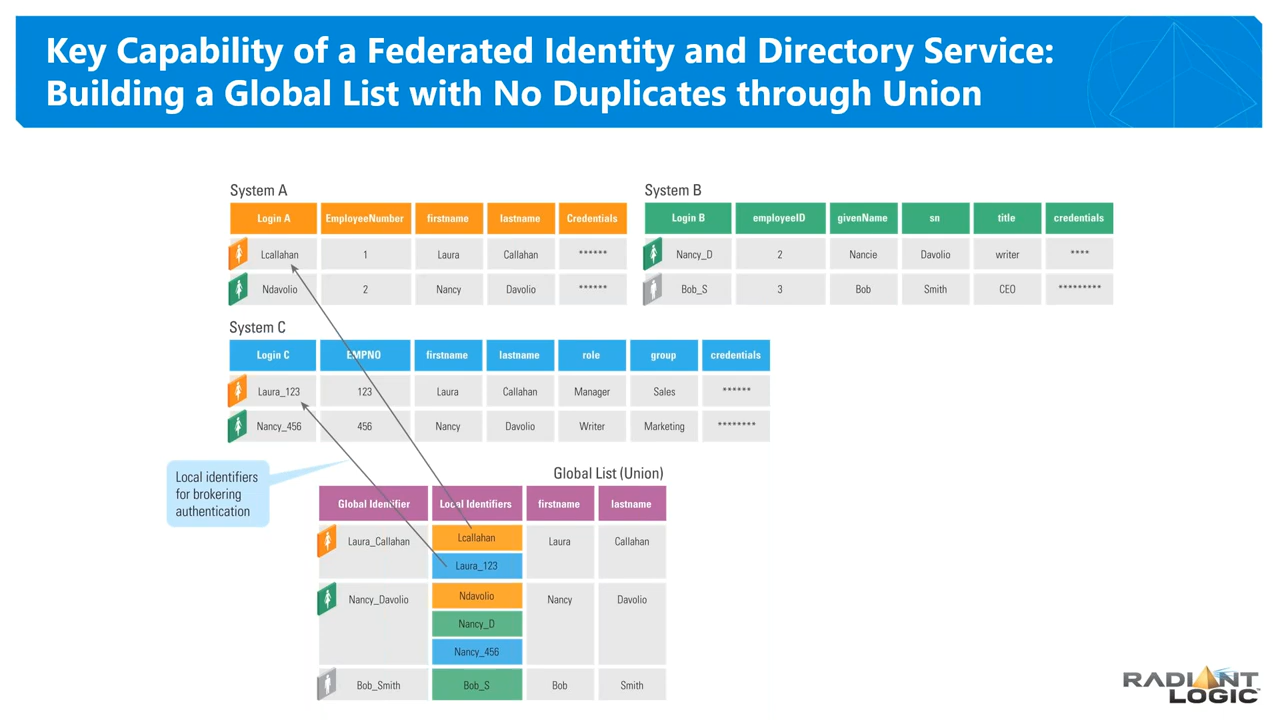 Key Capability of a Federated Identity and Directory Service:
Building a Global List with No Duplicates through Union
System A
Login A EmployeeNumber firstname lastname Credentials
Lcallahan 1 Laura Callahan ******
Ndavolio 2 Nancy Davolio ******
System B
Login B employeeID givenName sn title credentials
Nancy_D 2 Nancie Davolio writer ****
Bob_S 3 Bob Smith CEO *********
System C
Login C EMPNO firstname lastname role group credentials
Laura_123 123 Laura Callahan Manager Sales ******
Nancy_456 456 Nancy Davolio Writer Marketing ********
Local identifiers
for brokering
authentication
Global List (Union)
Global Identifier Local Identifiers firstname lastname
Laura_Callahan Lcallahan Laura Callahan
Laura_123
Nancy_Davolio Ndavolio Nancy Davolio
Nancy_D
Nancy_456
Bob_Smith Bob_S Bob Smith
RADIANT
LOGIC™